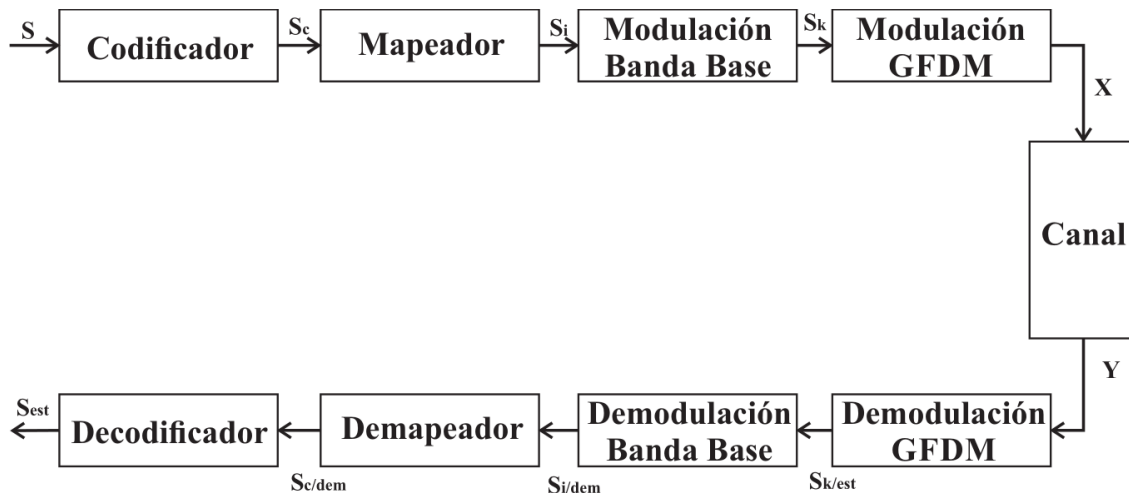 S
Codificador
Sc
Mapeador
Si
Modulación
Banda Base
Sk
Modulación
GFDM
X
Canal
Y
Demodulación
GFDM
Sk/est
Demodulación
Banda Base
Si/dem
Demapeador
Sc/dem
Decodificador
Sest